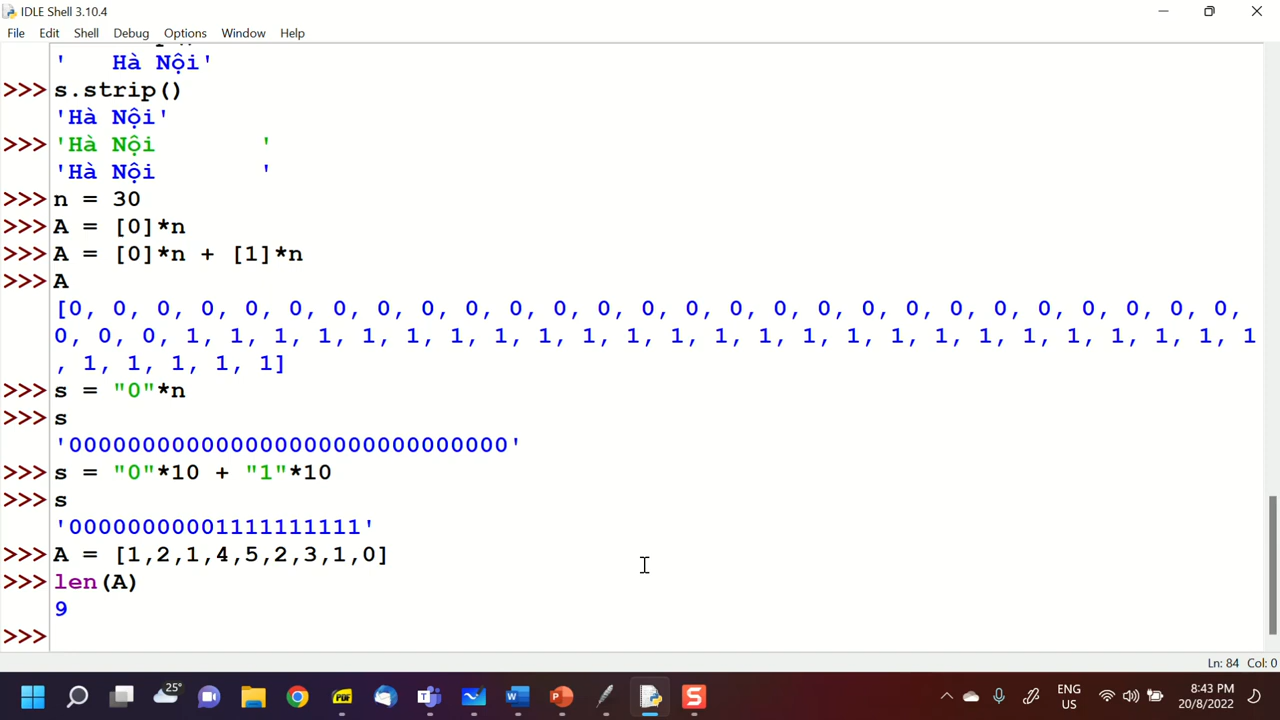 IDLE Shell 3.10.4
File Edit Shell Debug Options Window Help
'   Hà Nội'
>>> s.strip()
'Hà Nội'
>>> 'Hà Nội       '
'Hà Nội       '
>>> n = 30
>>> A = [0]*n
>>> A = [0]*n + [1]*n
>>> A
[0, 0, 0, 0, 0, 0, 0, 0, 0, 0, 0, 0, 0, 0, 0, 0, 0, 0, 0, 0, 0, 0, 0, 0, 0, 0, 0,
0, 0, 0, 1, 1, 1, 1, 1, 1, 1, 1, 1, 1, 1, 1, 1, 1, 1, 1, 1, 1, 1, 1, 1, 1, 1, 1, 1
, 1, 1, 1, 1, 1]
>>> s = "0"*n
>>> s
'000000000000000000000000000000'
>>> s = "0"*10 + "1"*10
>>> s
'00000000001111111111'
>>> A = [1,2,1,4,5,2,3,1,0]
>>> len(A)
9
>>>
Ln: 84 Col: 0
25°
PDF
ENG
US
8:43 PM
20/8/2022